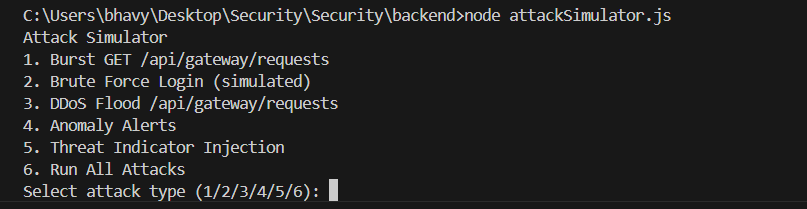 C:\Users\bhavy\Desktop\Security\Security\backend>node attackSimulator.js
Attack Simulator
1. Burst GET /api/gateway/requests
2. Brute Force Login (simulated)
3. DDoS Flood /api/gateway/requests
4. Anomaly Alerts
5. Threat Indicator Injection
6. Run All Attacks
Select attack type (1/2/3/4/5/6):